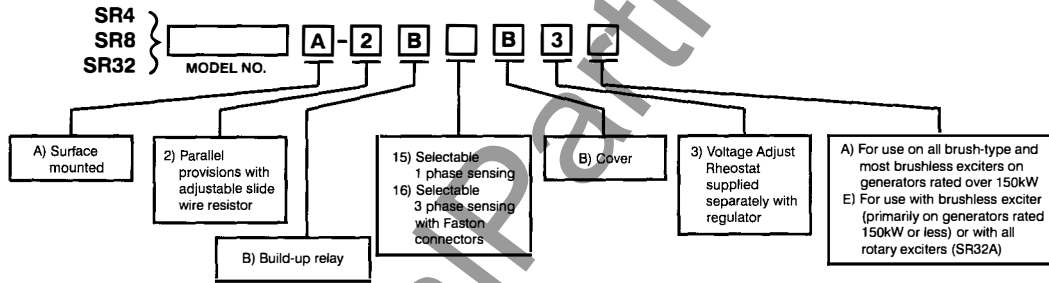 SR4
SR8
SR32
MODEL NO.
A - 2 B B 3
A) Surface
mounted
2) Parallel
provisions with
adjustable slide
wire resistor
B) Build-up relay
15) Selectable
1 phase sensing
16) Selectable
3 phase sensing
with Faston
connectors
B) Cover
3) Voltage Adjust
Rheostat
supplied
separately with
regulator
A) For use on all brush-type and
most brushless exciters on
generators rated over 150kW
E) For use with brushless exciter
(primarily on generators rated
150kW or less) or with all
rotary exciters (SR32A)